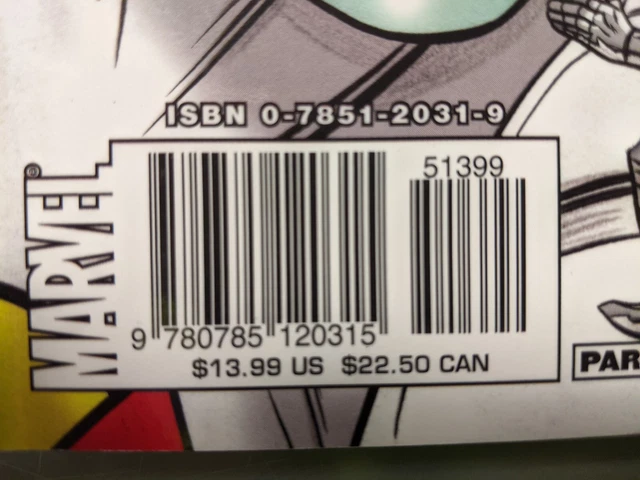 ISBN 0-7851-2031-9
MARVEL®
51399
9 780785 120315
$13.99 US $22.50 CAN
PAR